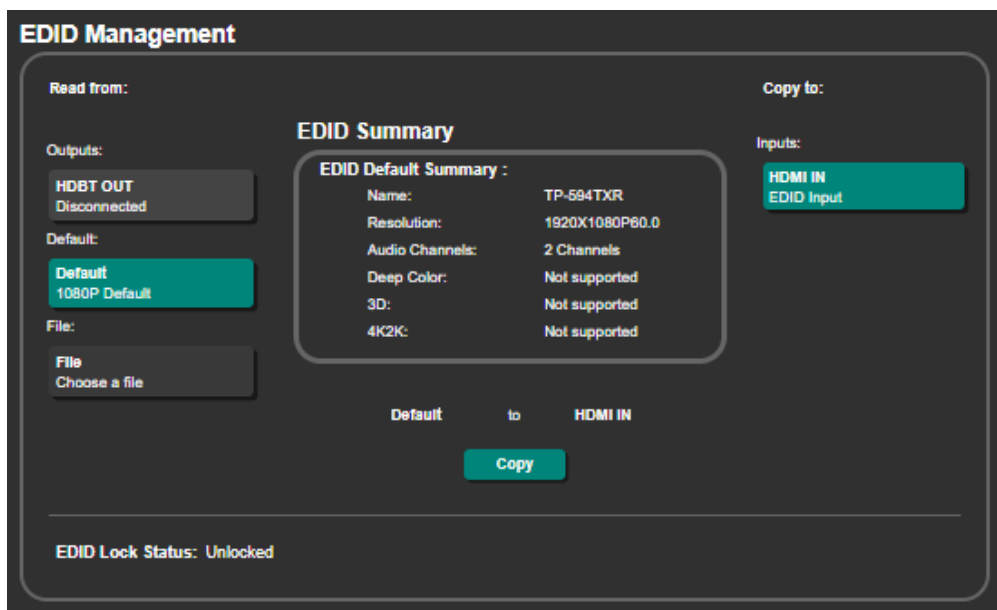 EDID Management
Read from:
Copy to:
Outputs:
HDBT OUT
Disconnected
Default:
Default
1080P Default
File:
File
Choose a file
EDID Summary
EDID Default Summary :
Name: TP-594TXR
Resolution: 1920X1080P60.0
Audio Channels: 2 Channels
Deep Color: Not supported
3D: Not supported
4K2K: Not supported
Inputs:
HDMI IN
EDID Input
Default to HDMI IN
Copy
EDID Lock Status: Unlocked